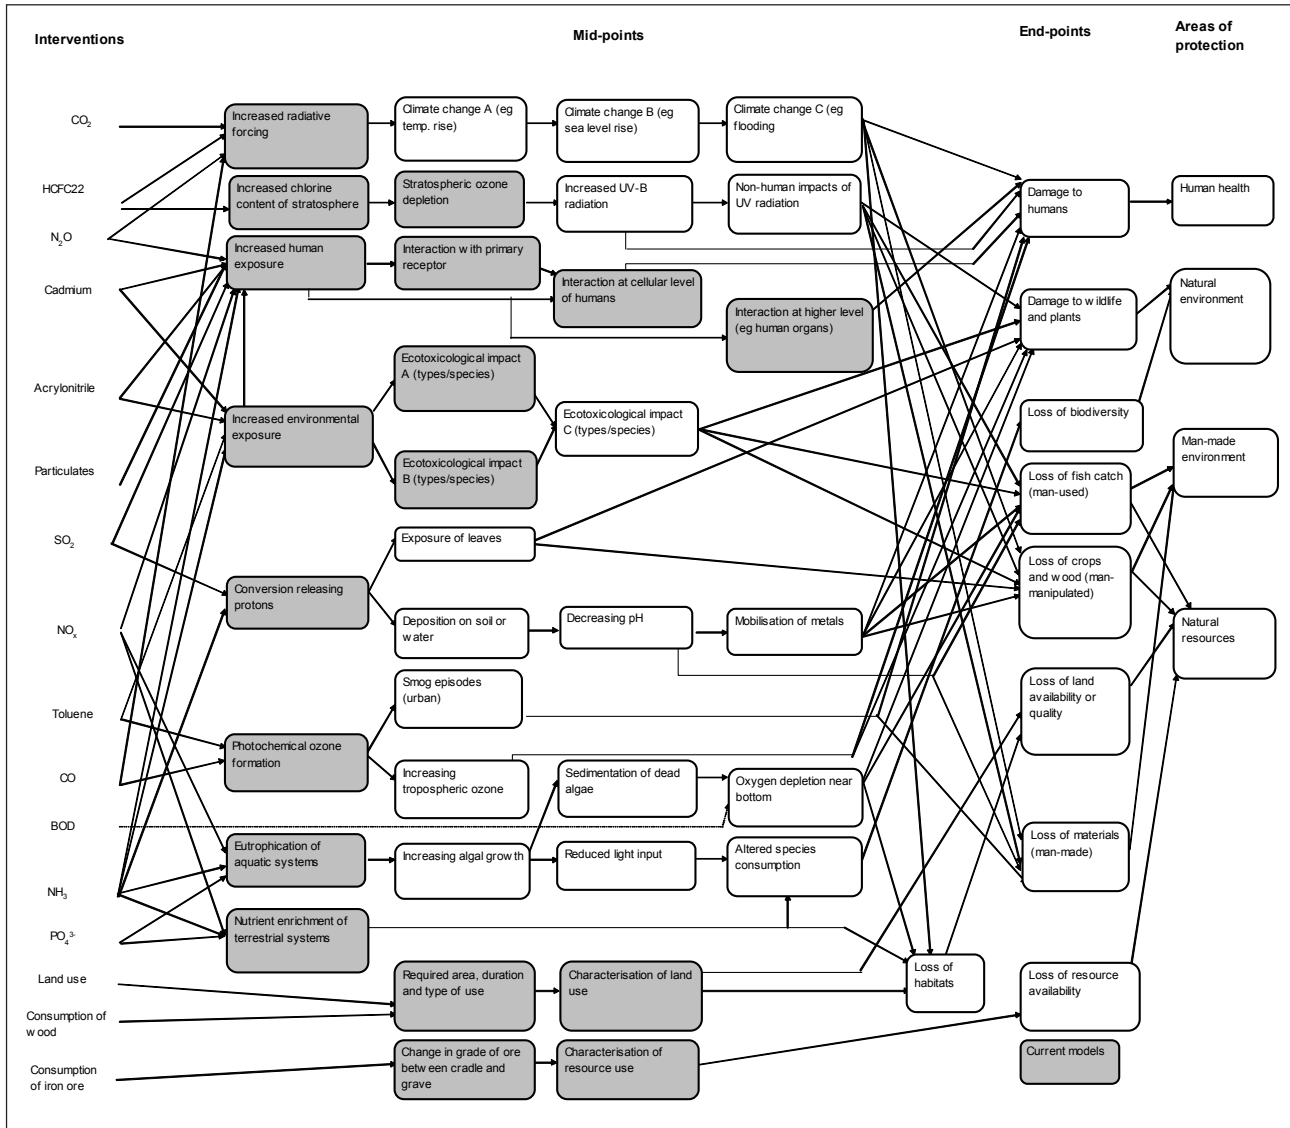 Interventions
Mid-points
End-points
Areas of
protection
CO₂
HCFC22
N₂O
Cadmium
Acrylonitrile
Particulates
SO₂
NOₓ
Toluene
CO
BOD
NH₃
PO₄³⁻
Land use
Consumption of
wood
Consumption
of iron ore
Increased radiative
forcing
Climate change A (eg
temp. rise)
Climate change B (eg
sea level rise)
Climate change C (eg
flooding
Increased chlorine
content of stratosphere
Stratospheric ozone
depletion
Increased UV-B
radiation
Non-human impacts of
UV radiation
Increased human
exposure
Interaction with primary
receptor
Interaction at cellular level
of humans
Interaction at higher level
(eg human organs)
Increased environmental
exposure
Ecotoxicological impact
A (types/species)
Ecotoxicological impact
B (types/species)
Ecotoxicological impact
C (types/species)
Conversion releasing
protons
Exposure of leaves
Deposition on soil or
water
Decreasing pH
Mobilisation of metals
Photochemical ozone
formation
Smog episodes
(urban)
Increasing
tropospheric ozone
Sedimentation of dead
algae
Oxygen depletion near
bottom
Eutrophication of
aquatic systems
Increasing algal growth
Reduced light input
Altered species
consumption
Nutrient enrichment of
terrestrial systems
Required area, duration
and type of use
Characterisation of land
use
Loss of
habitats
Change in grade of ore
between cradle and
grave
Characterisation of
resource use
Damage to
humans
Damage to wildlife
and plants
Loss of biodiversity
Loss of fish catch
(man-used)
Loss of crops
and wood (man-
manipulated)
Loss of land
availability or
quality
Loss of materials
(man-made)
Loss of resource
availability
Current models
Human health
Natural
environment
Man-made
environment
Natural
resources